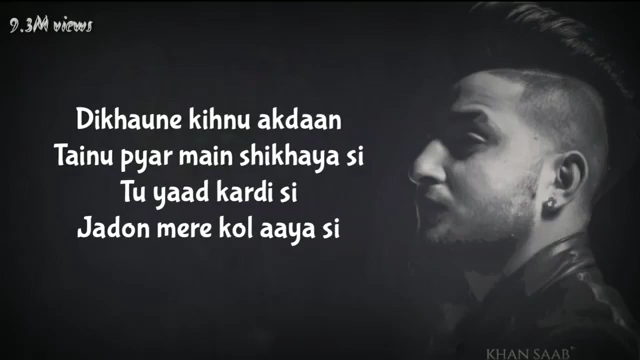 9.3M views
Dikhaune kihnu akdaan
Tainu pyar main shikhaya si
Tu yaad kardi si
Jadon mere kol aaya si
KHAN SAAB